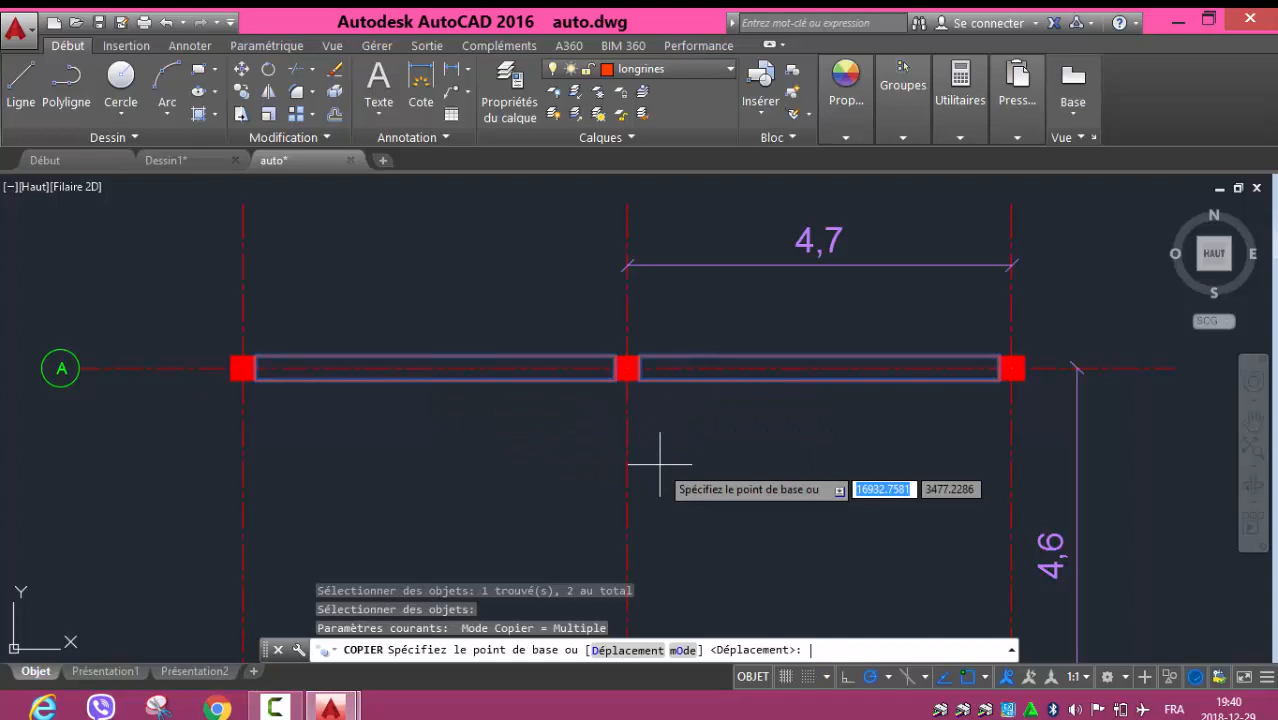 Autodesk AutoCAD 2016 auto.dwg
Entrez mot-clé ou expression
Se connecter
Début Insertion Annoter Paramétrique Vue Gérer Sortie Compléments A360 BIM 360 Performance
longrines
Ligne Polyligne Cercle Arc
Texte Cote
Propriétés
du calque
Insérer
Prop...
Groupes
Utilitaires
Press...
Base
Dessin Modification Annotation Calques Bloc Vue
Début Dessin1* auto*
[−][Haut][Filaire 2D]
N
O HAUT E
S
SCG
4,7
A
4,6
Spécifiez le point de base ou 16932.7581 3477.2286
Sélectionner des objets: 1 trouvé(s), 2 au total
Sélectionner des objets:
Paramètres courants: Mode Copier = Multiple
COPIER Spécifiez le point de base ou [Déplacement mOde] <Déplacement>:
Y
X
Objet Présentation1 Présentation2
OBJET
1:1
FRA
19:40
2018-12-29